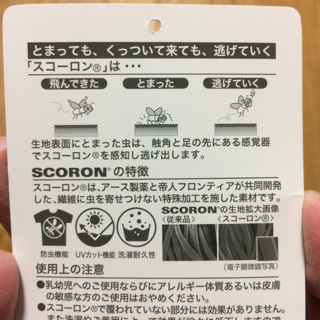 とまっても、くっついて来ても、逃げていく
「スコーロン®」は・・・
飛んできた　とまった　逃げていく
生地表面にとまった虫は、触角と足の先にある感覚器
でスコーロン®を感知し逃げ出します。
SCORON®の特徴
スコーロン®は、アース製薬と帝人フロンティアが共同開発
した、繊維に虫を寄せつけない特殊加工を施した素材です。
SCORON®の生地拡大画像
〈従来品〉　〈スコーロン®〉
防虫機能　UVカット機能　洗濯耐久性
（電子顕微鏡写真）
使用上の注意
●乳幼児へのご使用ならびにアレルギー体質あるいは皮膚
の敏感な方のご使用はおやめください。
●スコーロン®で覆われていない部分には効果がありません。